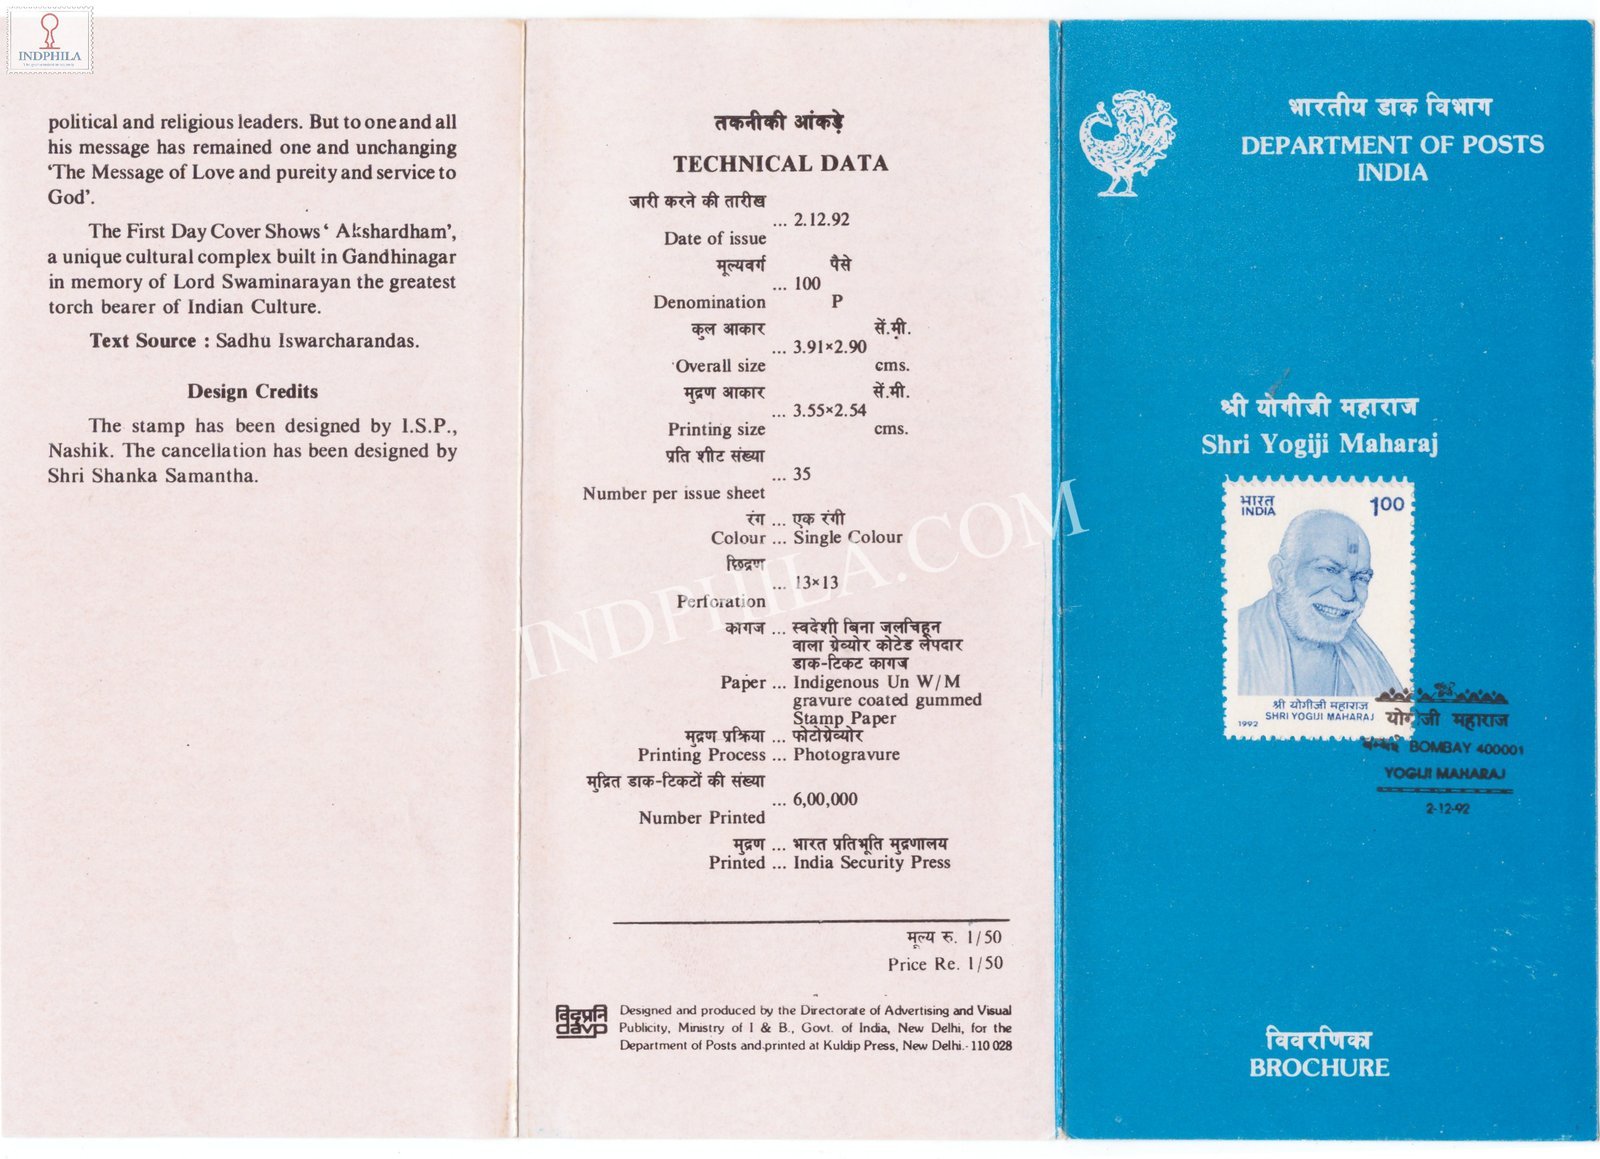 INDPHILA
political and religious leaders. But to one and all
his message has remained one and unchanging
‘The Message of Love and pureity and service to
God’.
The First Day Cover Shows ‘ Akshardham’,
a unique cultural complex built in Gandhinagar
in memory of Lord Swaminarayan the greatest
torch bearer of Indian Culture.
Text Source : Sadhu Iswarcharandas.
Design Credits
The stamp has been designed by I.S.P.,
Nashik. The cancellation has been designed by
Shri Shanka Samantha.
तकनीकी आंकड़े
TECHNICAL DATA
जारी करने की तारीख
... 2.12.92
Date of issue
मूल्यवर्ग पैसे
... 100
Denomination P
कुल आकार सें.मी.
... 3.91×2.90
Overall size cms.
मुद्रण आकार सें.मी.
... 3.55×2.54
Printing size cms.
प्रति शीट संख्या
... 35
Number per issue sheet
रंग ... एक रंगी
Colour ... Single Colour
छिद्रण
... 13×13
Perforation
कागज ... स्वदेशी बिना जलचिहून
वाला ग्रेव्योर कोटेड लेपदार
डाक-टिकट कागज
Paper ... Indigenous Un W/M
gravure coated gummed
Stamp Paper
मुद्रण प्रक्रिया ... फोटोग्रेव्योर
Printing Process ... Photogravure
मुद्रित डाक-टिकटों की संख्या
... 6,00,000
Number Printed
मुद्रण ... भारत प्रतिभूति मुद्रणालय
Printed ... India Security Press
मूल्य रु. 1/50
Price Re. 1/50
विदृप्रनि
davp
Designed and produced by the Directorate of Advertising and Visual
Publicity, Ministry of I & B., Govt. of India, New Delhi, for the
Department of Posts and printed at Kuldip Press, New Delhi.- 110 028
भारतीय डाक विभाग
DEPARTMENT OF POSTS
INDIA
श्री योगीजी महाराज
Shri Yogiji Maharaj
भारत 100
INDIA
श्री योगीजी महाराज
SHRI YOGIJI MAHARAJ
1992
योगीजी महाराज
बम्बई BOMBAY 400001
YOGIJI MAHARAJ
2-12-92
विवरणिका
BROCHURE
INDPHILA.COM